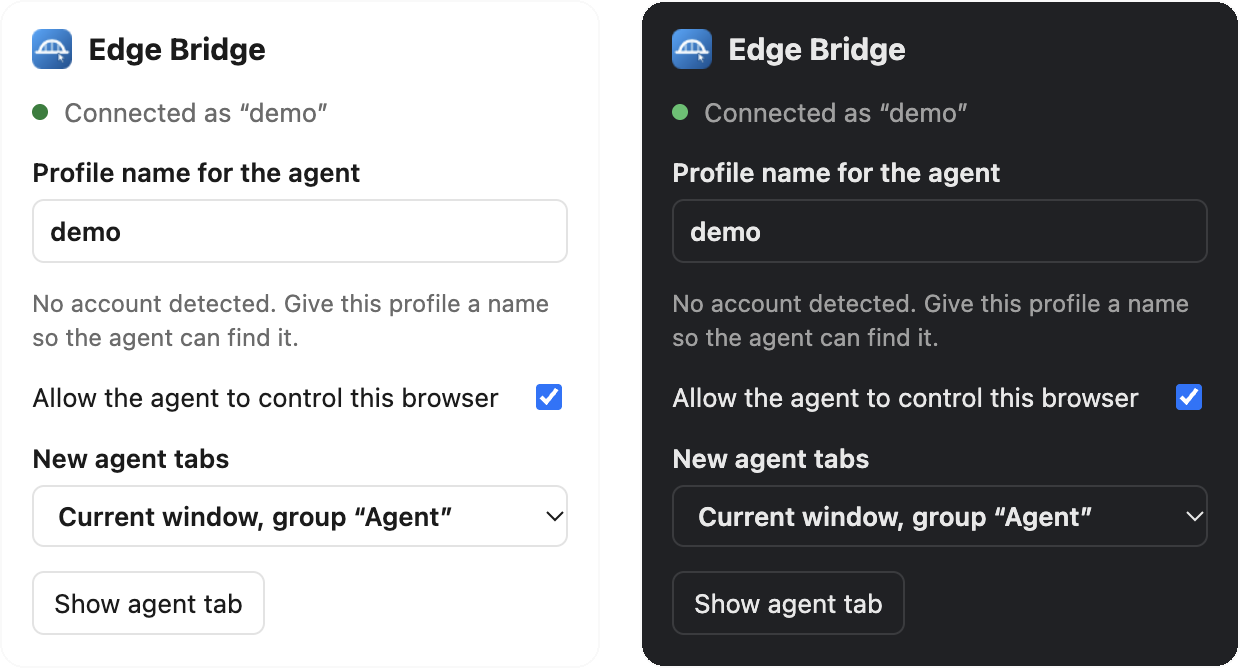 Edge Bridge
Connected as “demo”
Profile name for the agent
demo
No account detected. Give this profile a name
so the agent can find it.
Allow the agent to control this browser
New agent tabs
Current window, group “Agent”
Show agent tab
Edge Bridge
Connected as “demo”
Profile name for the agent
demo
No account detected. Give this profile a name
so the agent can find it.
Allow the agent to control this browser
New agent tabs
Current window, group “Agent”
Show agent tab